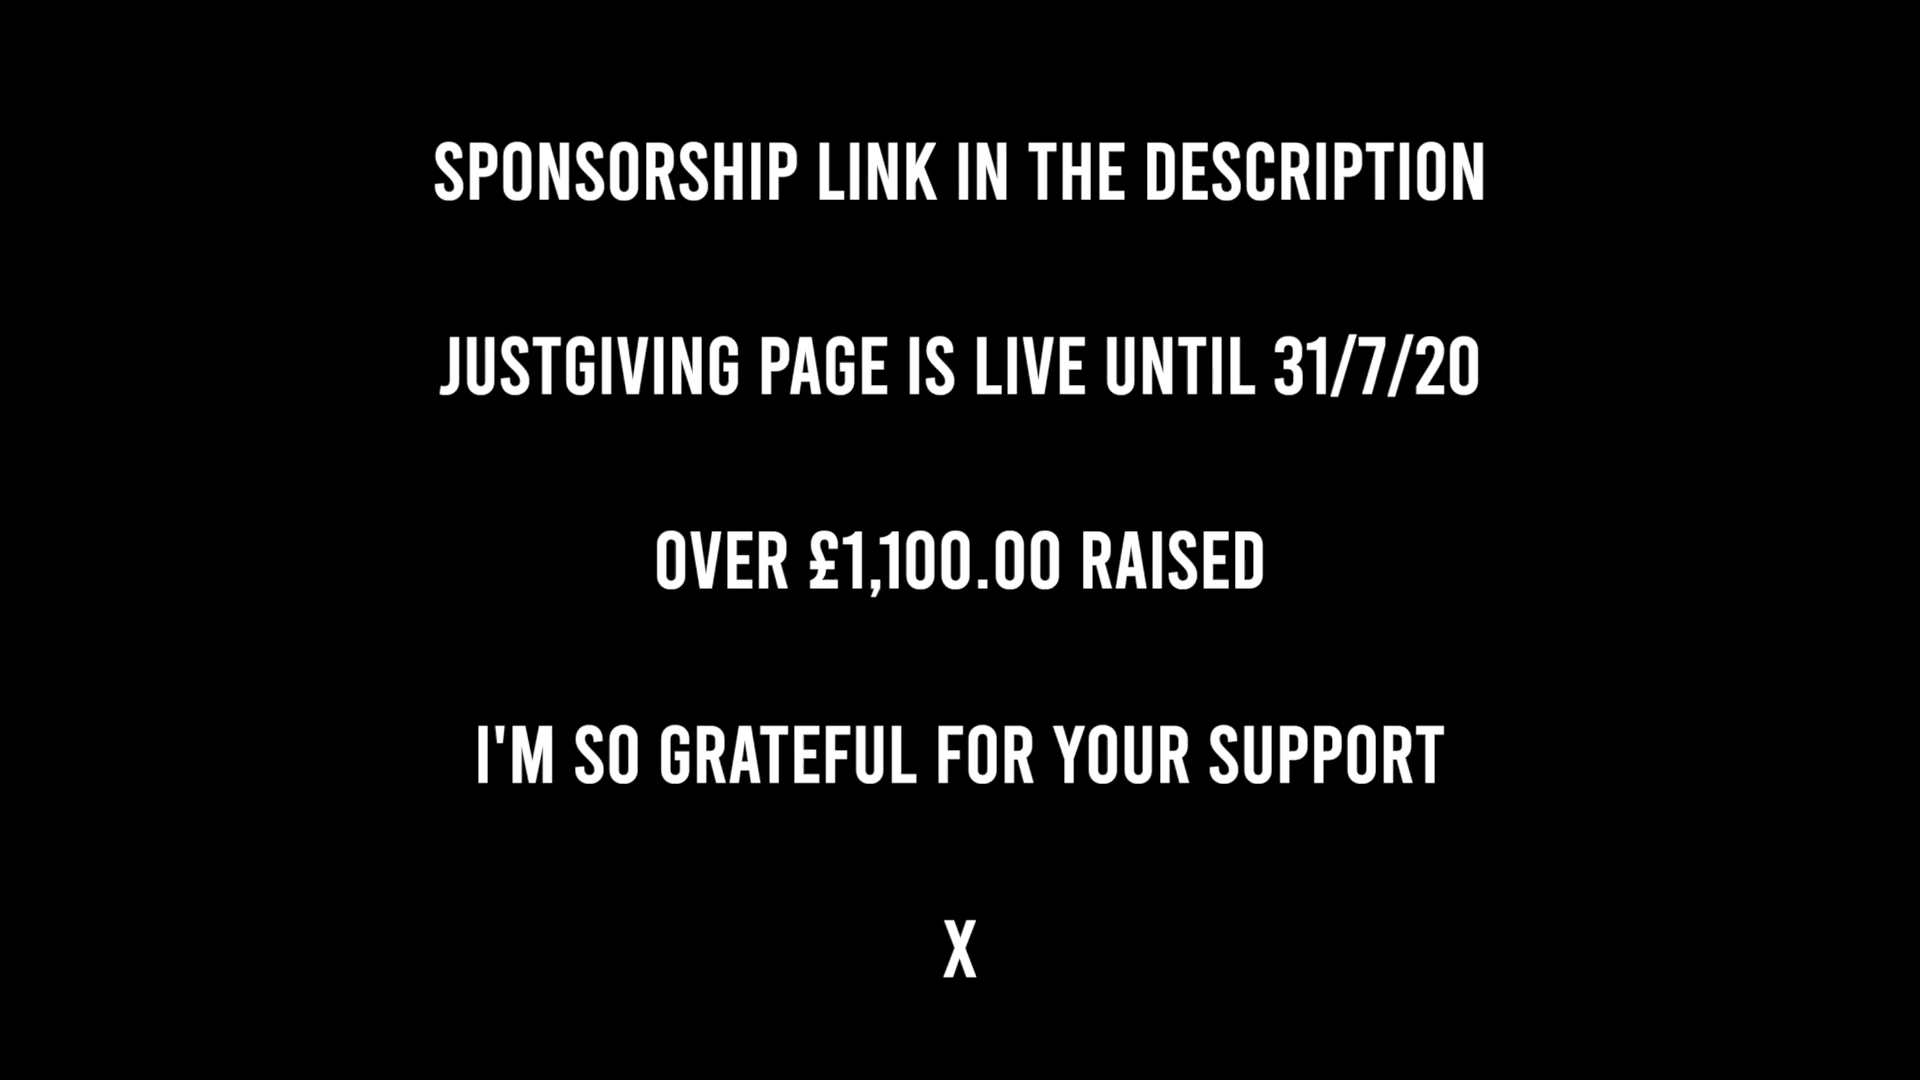 SPONSORSHIP LINK IN THE DESCRIPTION
JUSTGIVING PAGE IS LIVE UNTIL 31/7/20
OVER £1,100.00 RAISED
I'M SO GRATEFUL FOR YOUR SUPPORT
X